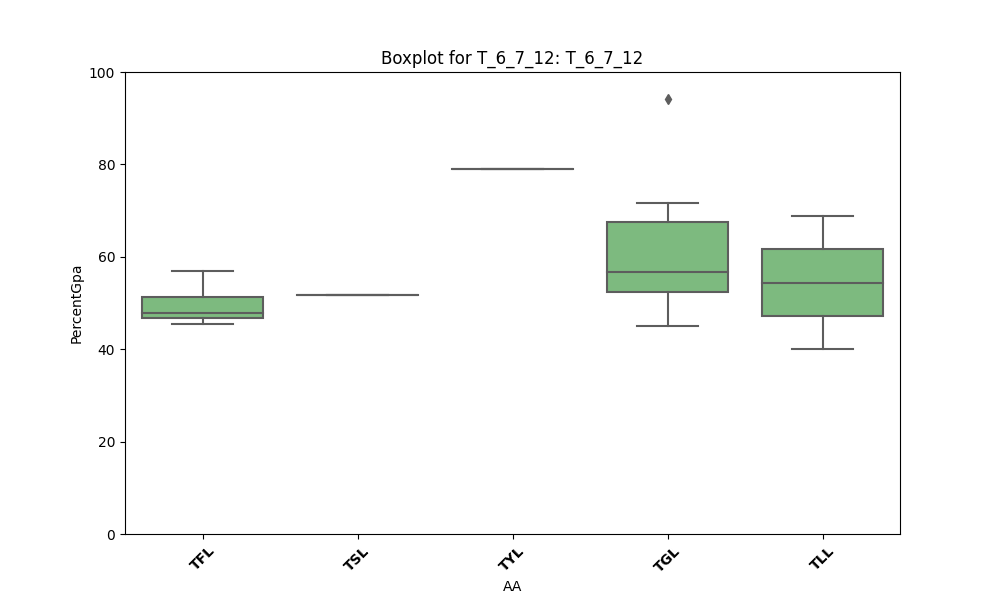 Boxplot for T_6_7_12: T_6_7_12
100
80
60
40
20
0
PercentGpa
TFL
TSL
TYL
TGL
TLL
AA